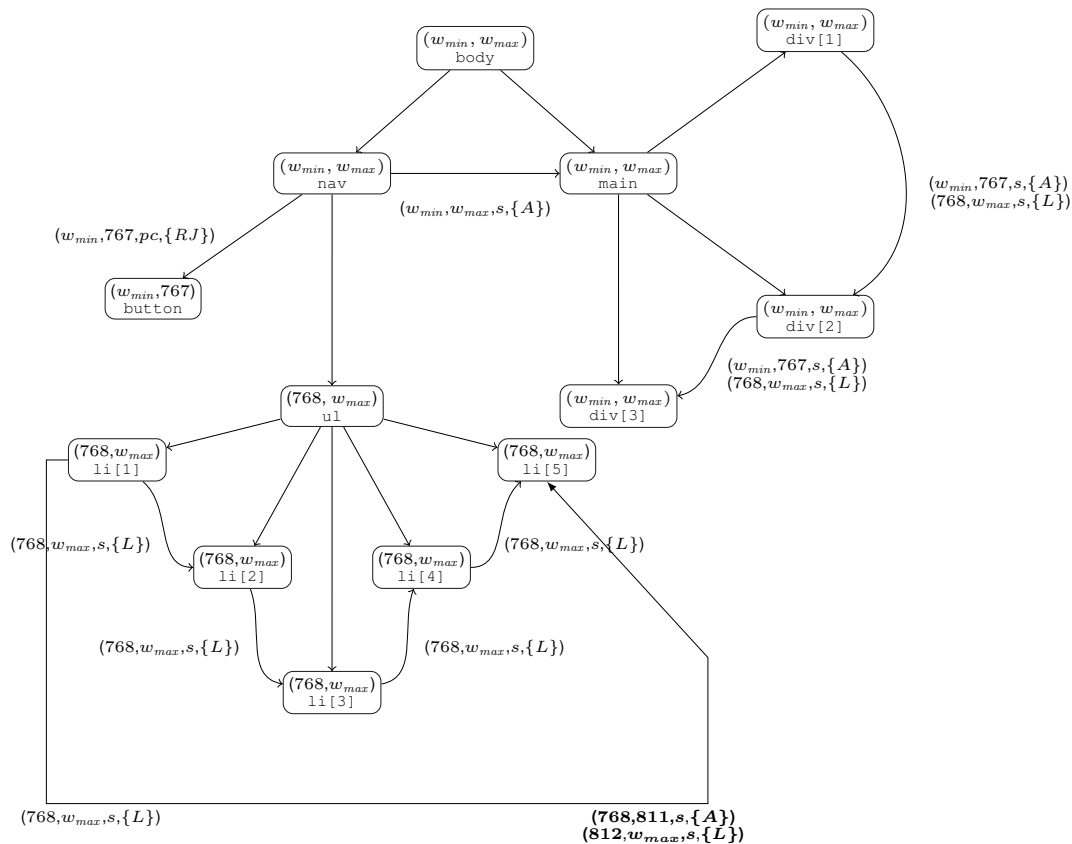 (w_min, w_max)
div[1]
(w_min, w_max)
body
(w_min, w_max)
nav
(w_min, w_max)
main
(w_min,767,s,{A})
(768,w_max,s,{L})
(w_min,w_max,s,{A})
(w_min,767,pc,{RJ})
(w_min,767)
button
(w_min, w_max)
div[2]
(w_min,767,s,{A})
(768,w_max,s,{L})
(768, w_max)
ul
(w_min, w_max)
div[3]
(768,w_max)
li[1]
(768,w_max)
li[5]
(768,w_max,s,{L})
(768,w_max,s,{L})
(768,w_max)
li[2]
(768,w_max)
li[4]
(768,w_max,s,{L})
(768,w_max,s,{L})
(768,w_max)
li[3]
(768,w_max,s,{L})
(768,811,s,{A})
(812,w_max,s,{L})